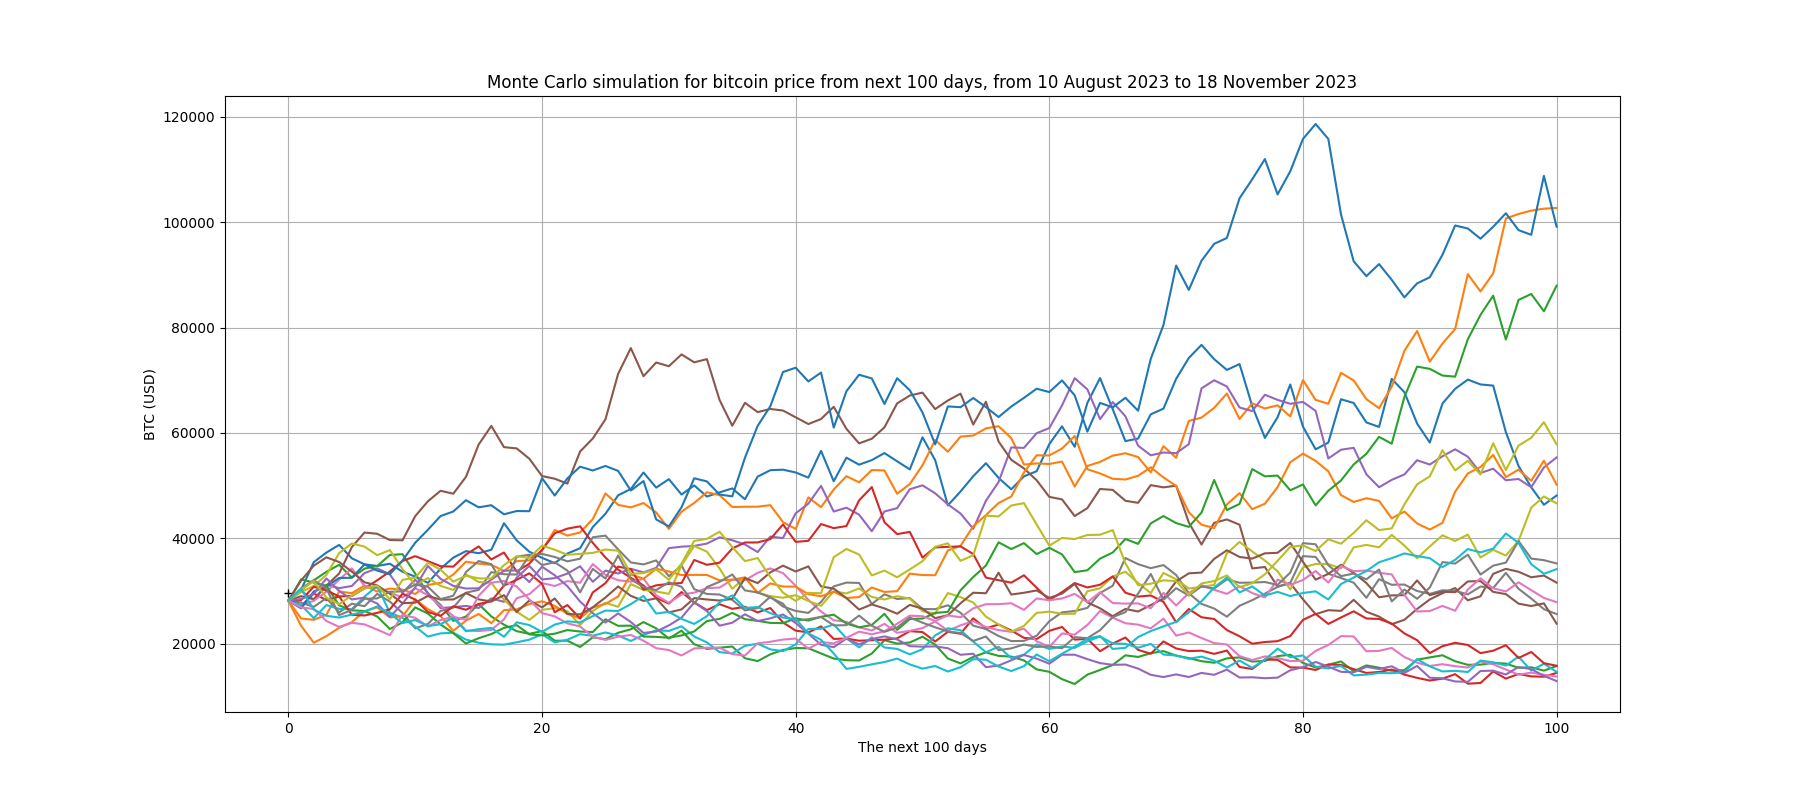 Monte Carlo simulation for bitcoin price from next 100 days, from 10 August 2023 to 18 November 2023
120000
100000
80000
60000
40000
20000
BTC (USD)
0 20 40 60 80 100
The next 100 days